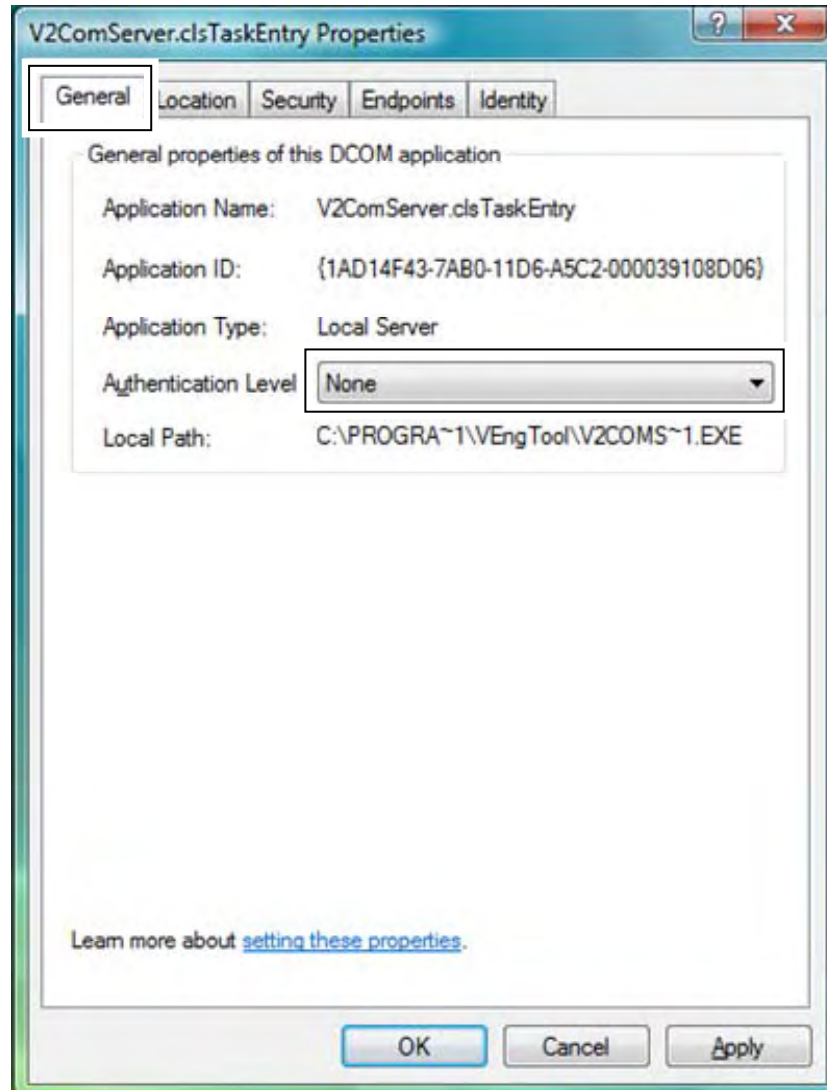 V2ComServer.clsTaskEntry Properties
General Location Security Endpoints Identity
General properties of this DCOM application
Application Name: V2ComServer.clsTaskEntry
Application ID: {1AD14F43-7AB0-11D6-A5C2-000039108D06}
Application Type: Local Server
Authentication Level None
Local Path: C:\PROGRA~1\VEngTool\V2COMS~1.EXE
Learn more about setting these properties.
OK Cancel Apply